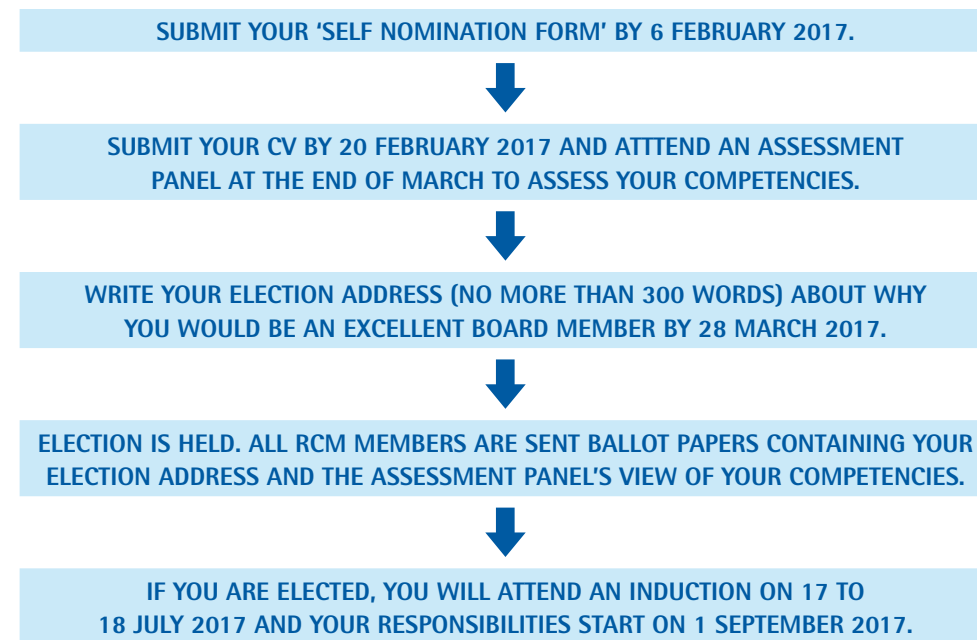 SUBMIT YOUR ‘SELF NOMINATION FORM’ BY 6 FEBRUARY 2017.
SUBMIT YOUR CV BY 20 FEBRUARY 2017 AND ATTTEND AN ASSESSMENT
PANEL AT THE END OF MARCH TO ASSESS YOUR COMPETENCIES.
WRITE YOUR ELECTION ADDRESS (NO MORE THAN 300 WORDS) ABOUT WHY
YOU WOULD BE AN EXCELLENT BOARD MEMBER BY 28 MARCH 2017.
ELECTION IS HELD. ALL RCM MEMBERS ARE SENT BALLOT PAPERS CONTAINING YOUR
ELECTION ADDRESS AND THE ASSESSMENT PANEL’S VIEW OF YOUR COMPETENCIES.
IF YOU ARE ELECTED, YOU WILL ATTEND AN INDUCTION ON 17 TO
18 JULY 2017 AND YOUR RESPONSIBILITIES START ON 1 SEPTEMBER 2017.